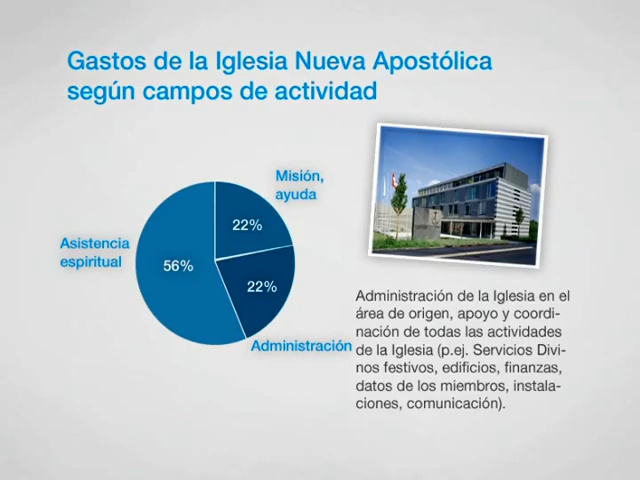 Gastos de la Iglesia Nueva Apostólica
según campos de actividad
Misión,
ayuda
22%
Asistencia
espiritual
56%
22%
Administración
Administración de la Iglesia en el
área de origen, apoyo y coordi-
nación de todas las actividades
de la Iglesia (p.ej. Servicios Divi-
nos festivos, edificios, finanzas,
datos de los miembros, instala-
ciones, comunicación).